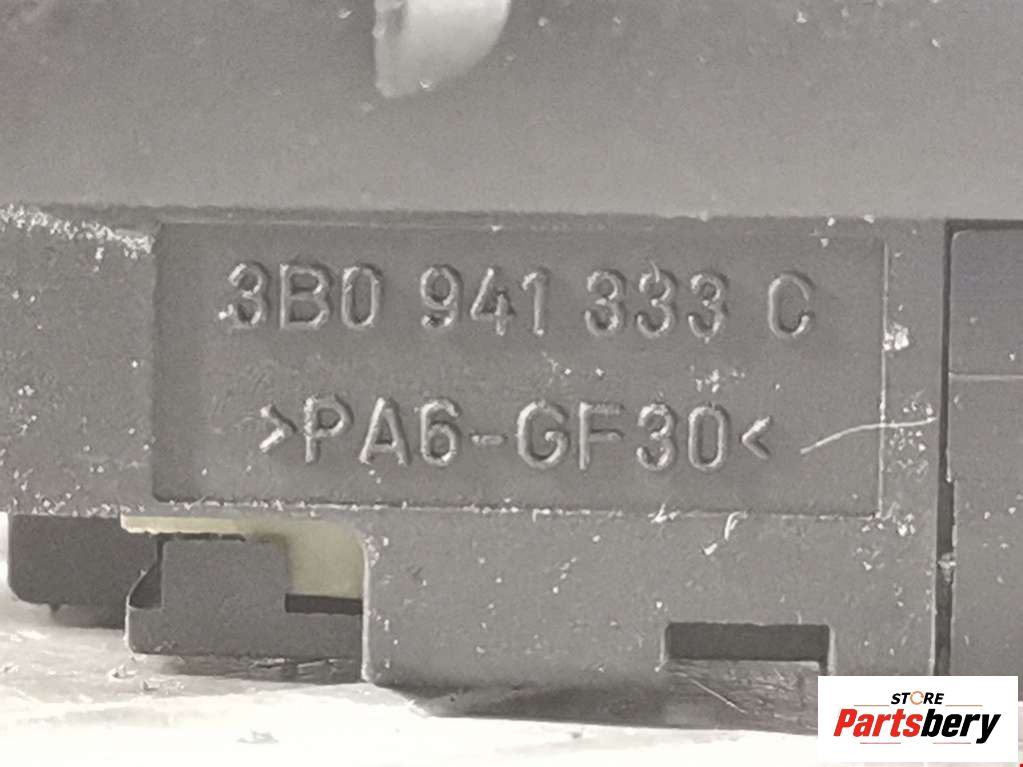 3B0 941 333 C
>PA6-GF30<
STORE
Partsbery